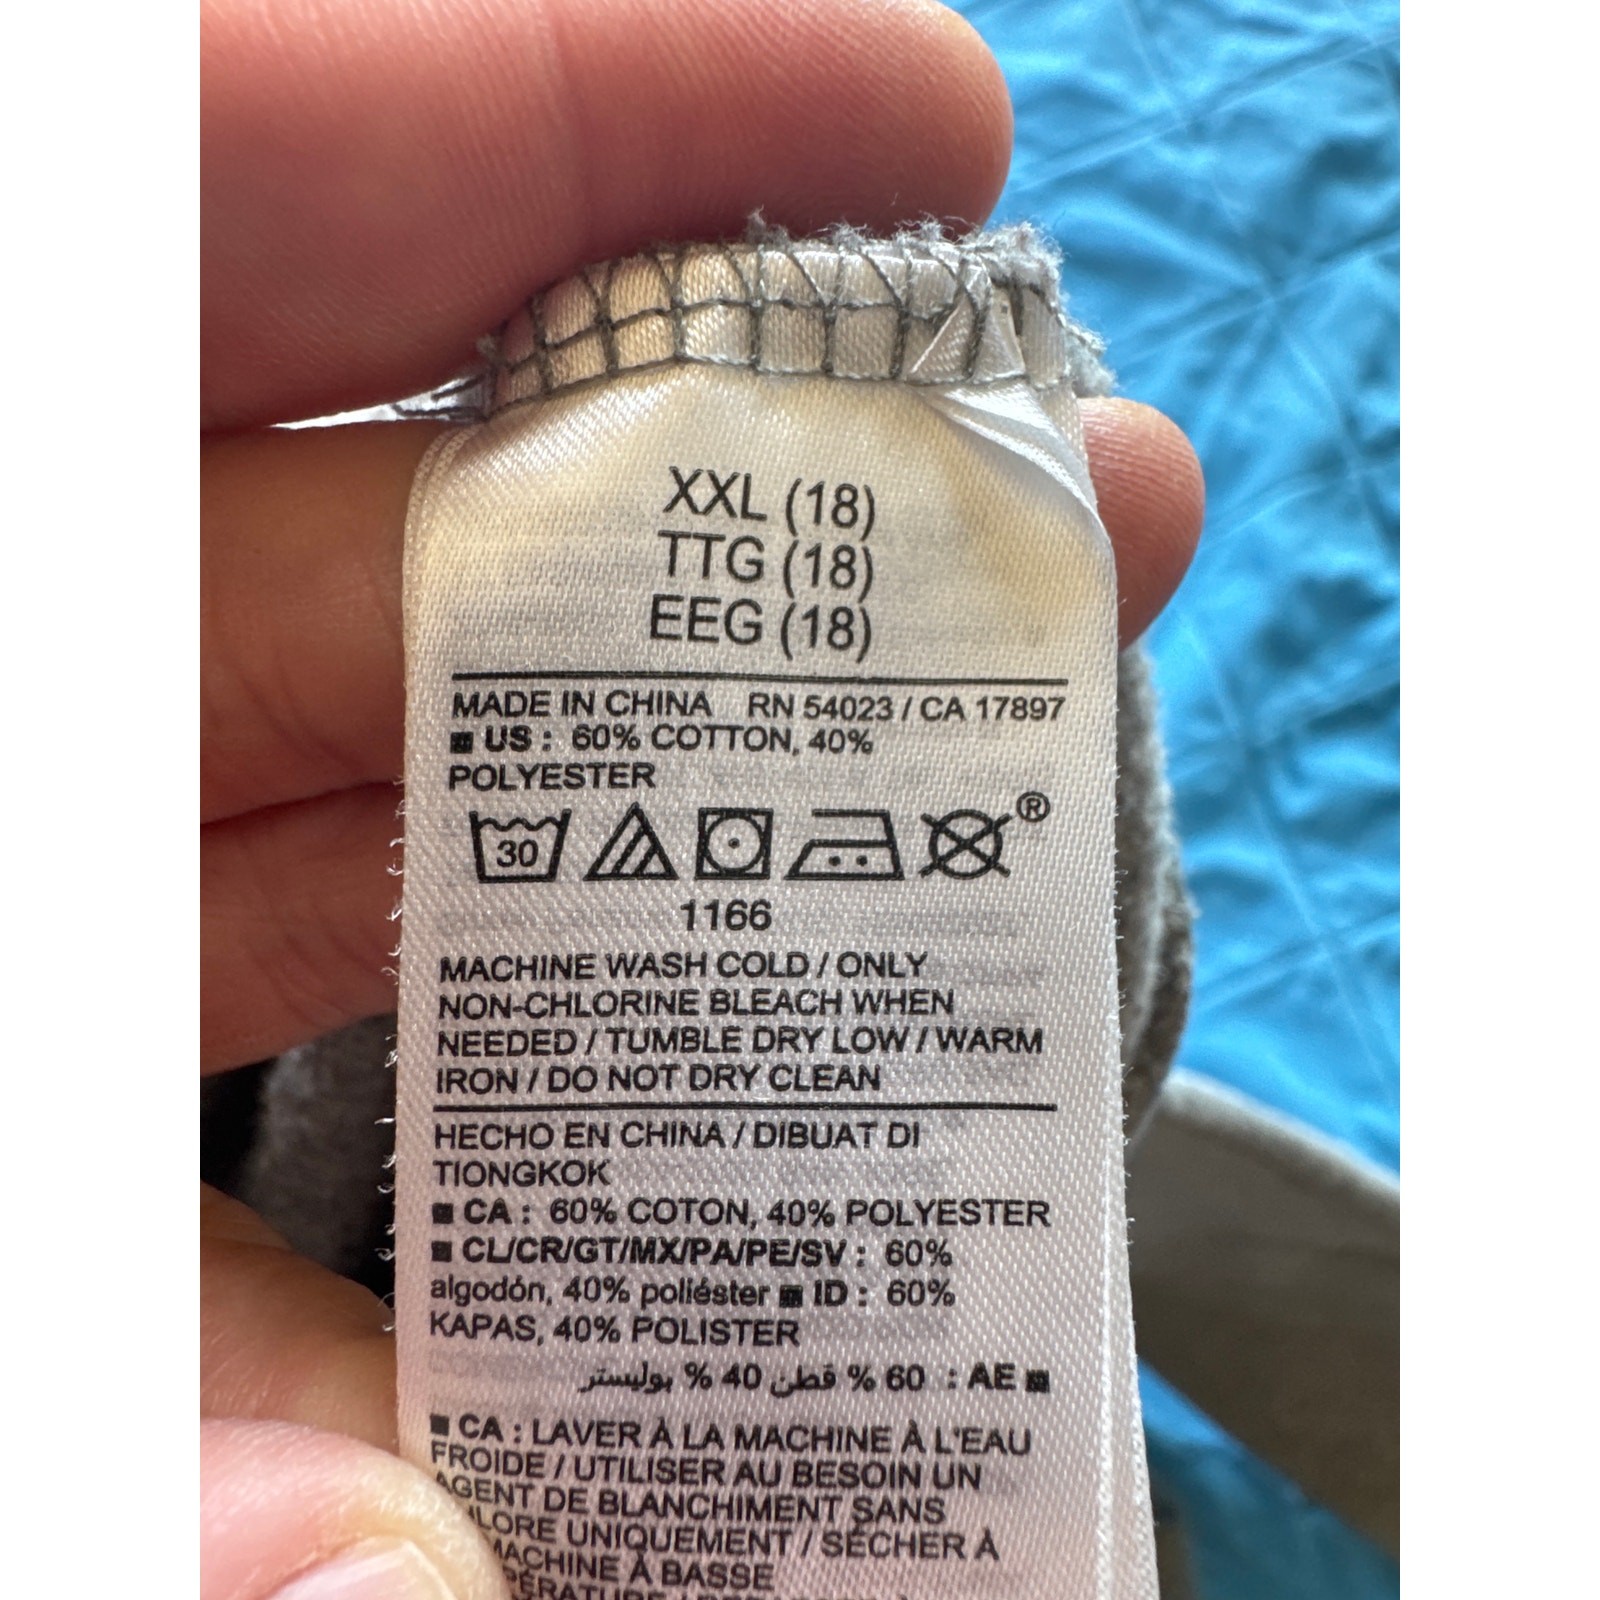 XXL (18)
TTG (18)
EEG (18)
MADE IN CHINA RN 54023 / CA 17897
■ US : 60% COTTON, 40%
POLYESTER
30 ®
1166
MACHINE WASH COLD / ONLY
NON-CHLORINE BLEACH WHEN
NEEDED / TUMBLE DRY LOW / WARM
IRON / DO NOT DRY CLEAN
HECHO EN CHINA / DIBUAT DI
TIONGKOK
■ CA : 60% COTON, 40% POLYESTER
■ CL/CR/GT/MX/PA/PE/SV : 60%
algodón, 40% poliéster ■ ID : 60%
KAPAS, 40% POLISTER
■ AE : 60 % قطن 40 % بوليستر
■ CA : LAVER À LA MACHINE À L'EAU
FROIDE / UTILISER AU BESOIN UN
AGENT DE BLANCHIMENT SANS
UNIQUEMENT / SÉCHER À
MACHINE À BASSE